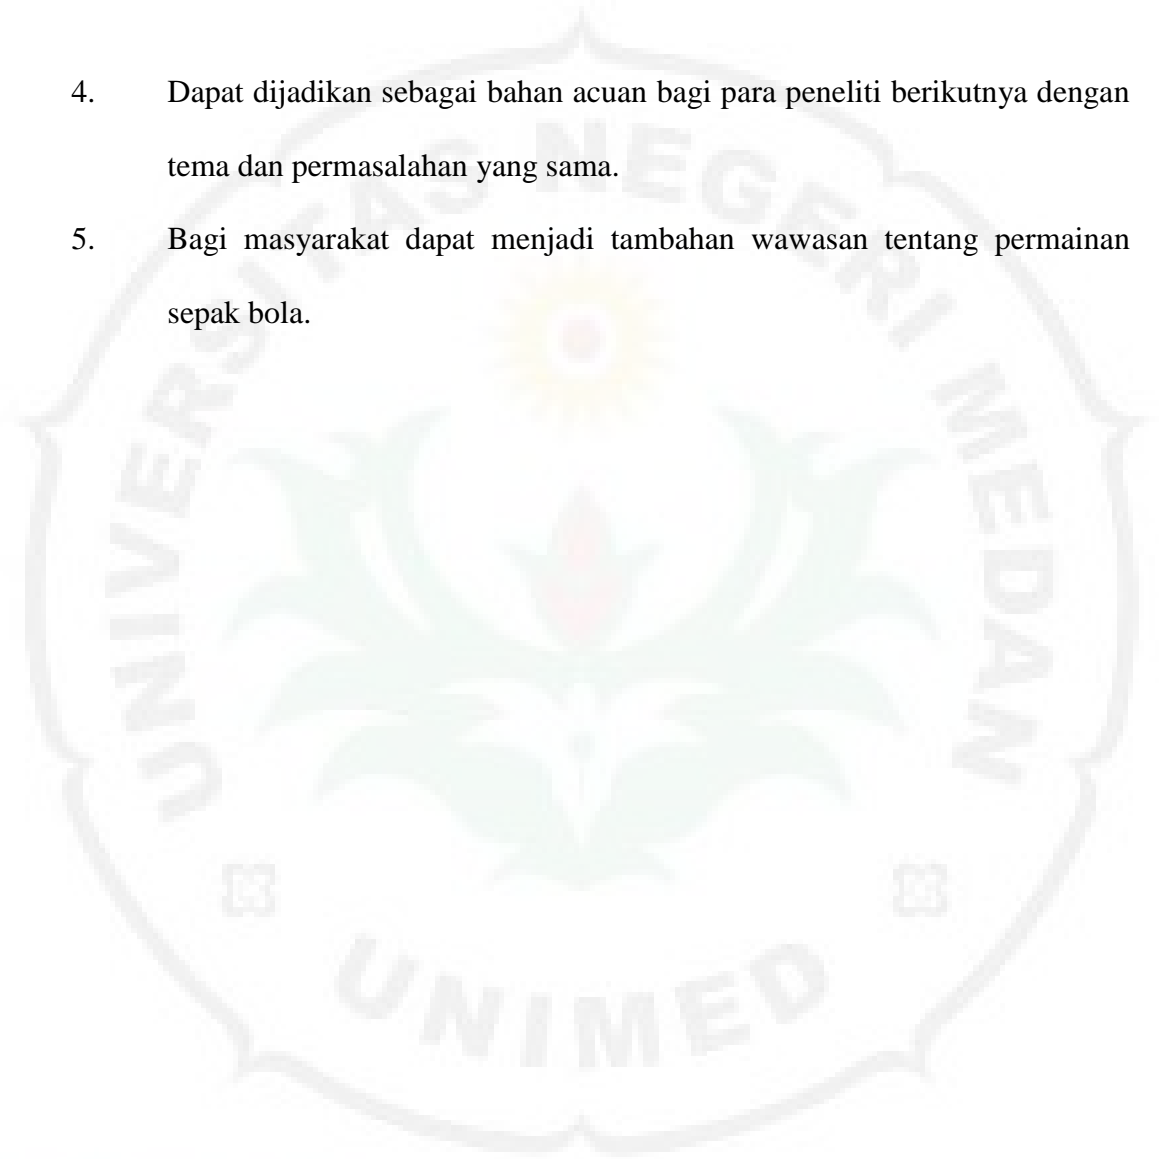 4. Dapat dijadikan sebagai bahan acuan bagi para peneliti berikutnya dengan
tema dan permasalahan yang sama.
5. Bagi masyarakat dapat menjadi tambahan wawasan tentang permainan
sepak bola.
UNIVERSITAS NEGERI MEDAN
UNIMED